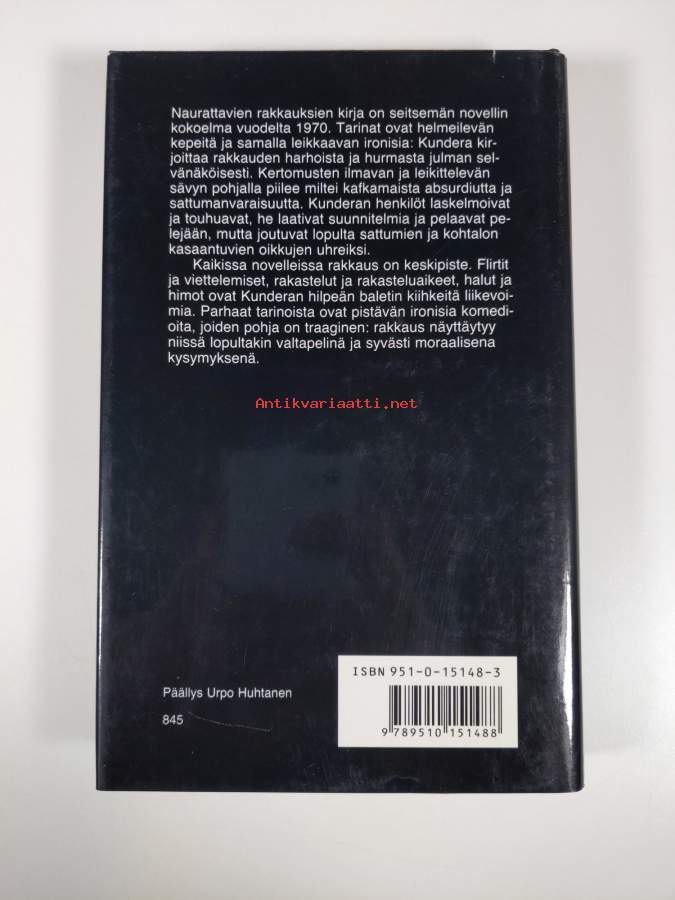 Naurattavien rakkauksien kirja on seitsemän novellin
kokoelma vuodelta 1970. Tarinat ovat helmeilevän
kepeitä ja samalla leikkaavan ironisia: Kundera kir-
joittaa rakkauden harhoista ja hurmasta julman sel-
vänäköisesti. Kertomusten ilmavan ja leikittelevän
sävyn pohjalla piilee miltei kafkamaista absurdiutta ja
sattumanvaraisuutta. Kunderan henkilöt laskelmoivat
ja touhuavat, he laativat suunnitelmia ja pelaavat pe-
lejään, mutta joutuvat lopulta sattumien ja kohtalon
kasaantuvien oikkujen uhreiksi.
Kaikissa novelleissa rakkaus on keskipiste. Flirtit
ja viettelemiset, rakastelut ja rakasteluaikeet, halut ja
himot ovat Kunderan hilpeän baletin kiihkeitä liikevoi-
mia. Parhaat tarinoista ovat pistävän ironisia komedi-
oita, joiden pohja on traaginen: rakkaus näyttäytyy
niissä lopultakin valtapelinä ja syvästi moraalisena
kysymyksenä.
Antikvariaatti.net
ISBN 951-0-15148-3
Päällys Urpo Huhtanen
845
9 789510 151488